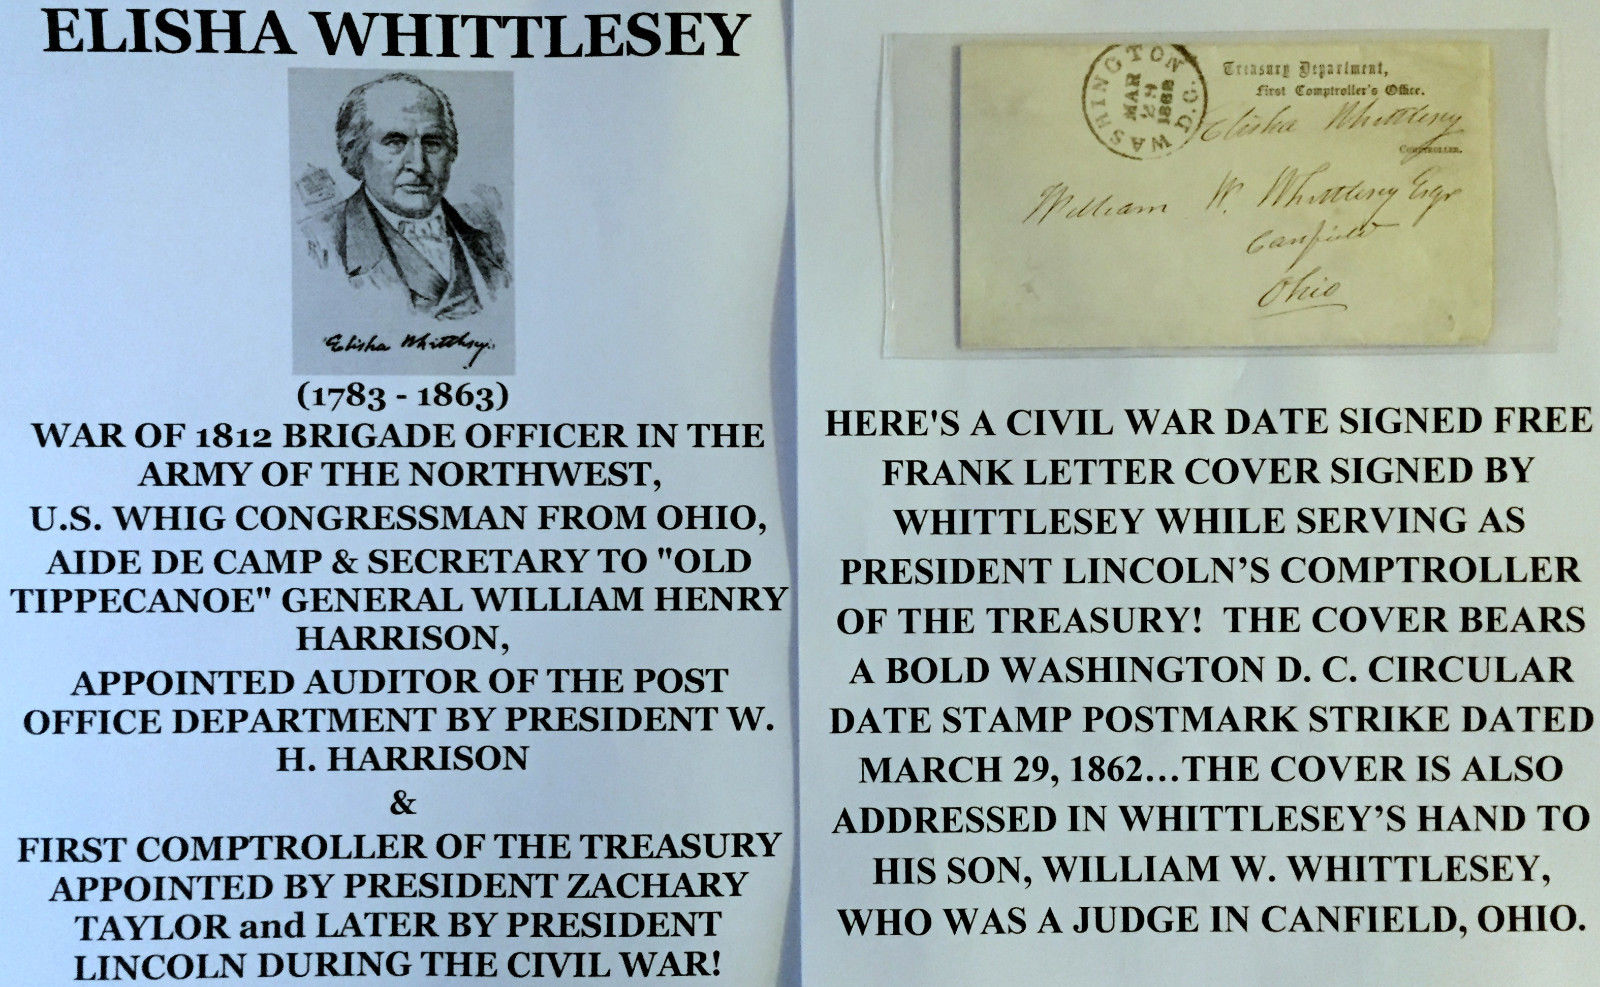 ELISHA WHITTLESEY
Elisha Whittlesey.
(1783 - 1863)
WAR OF 1812 BRIGADE OFFICER IN THE
ARMY OF THE NORTHWEST,
U.S. WHIG CONGRESSMAN FROM OHIO,
AIDE DE CAMP & SECRETARY TO "OLD
TIPPECANOE" GENERAL WILLIAM HENRY
HARRISON,
APPOINTED AUDITOR OF THE POST
OFFICE DEPARTMENT BY PRESIDENT W.
H. HARRISON
&
FIRST COMPTROLLER OF THE TREASURY
APPOINTED BY PRESIDENT ZACHARY
TAYLOR and LATER BY PRESIDENT
LINCOLN DURING THE CIVIL WAR!
WASHINGTON D.C.
MAR
29
1862
Treasury Department,
First Comptroller's Office.
Elisha Whittlesey
COMPTROLLER.
William W. Whittlesey Esqr
Canfield
Ohio
HERE'S A CIVIL WAR DATE SIGNED FREE
FRANK LETTER COVER SIGNED BY
WHITTLESEY WHILE SERVING AS
PRESIDENT LINCOLN’S COMPTROLLER
OF THE TREASURY! THE COVER BEARS
A BOLD WASHINGTON D. C. CIRCULAR
DATE STAMP POSTMARK STRIKE DATED
MARCH 29, 1862…THE COVER IS ALSO
ADDRESSED IN WHITTLESEY’S HAND TO
HIS SON, WILLIAM W. WHITTLESEY,
WHO WAS A JUDGE IN CANFIELD, OHIO.